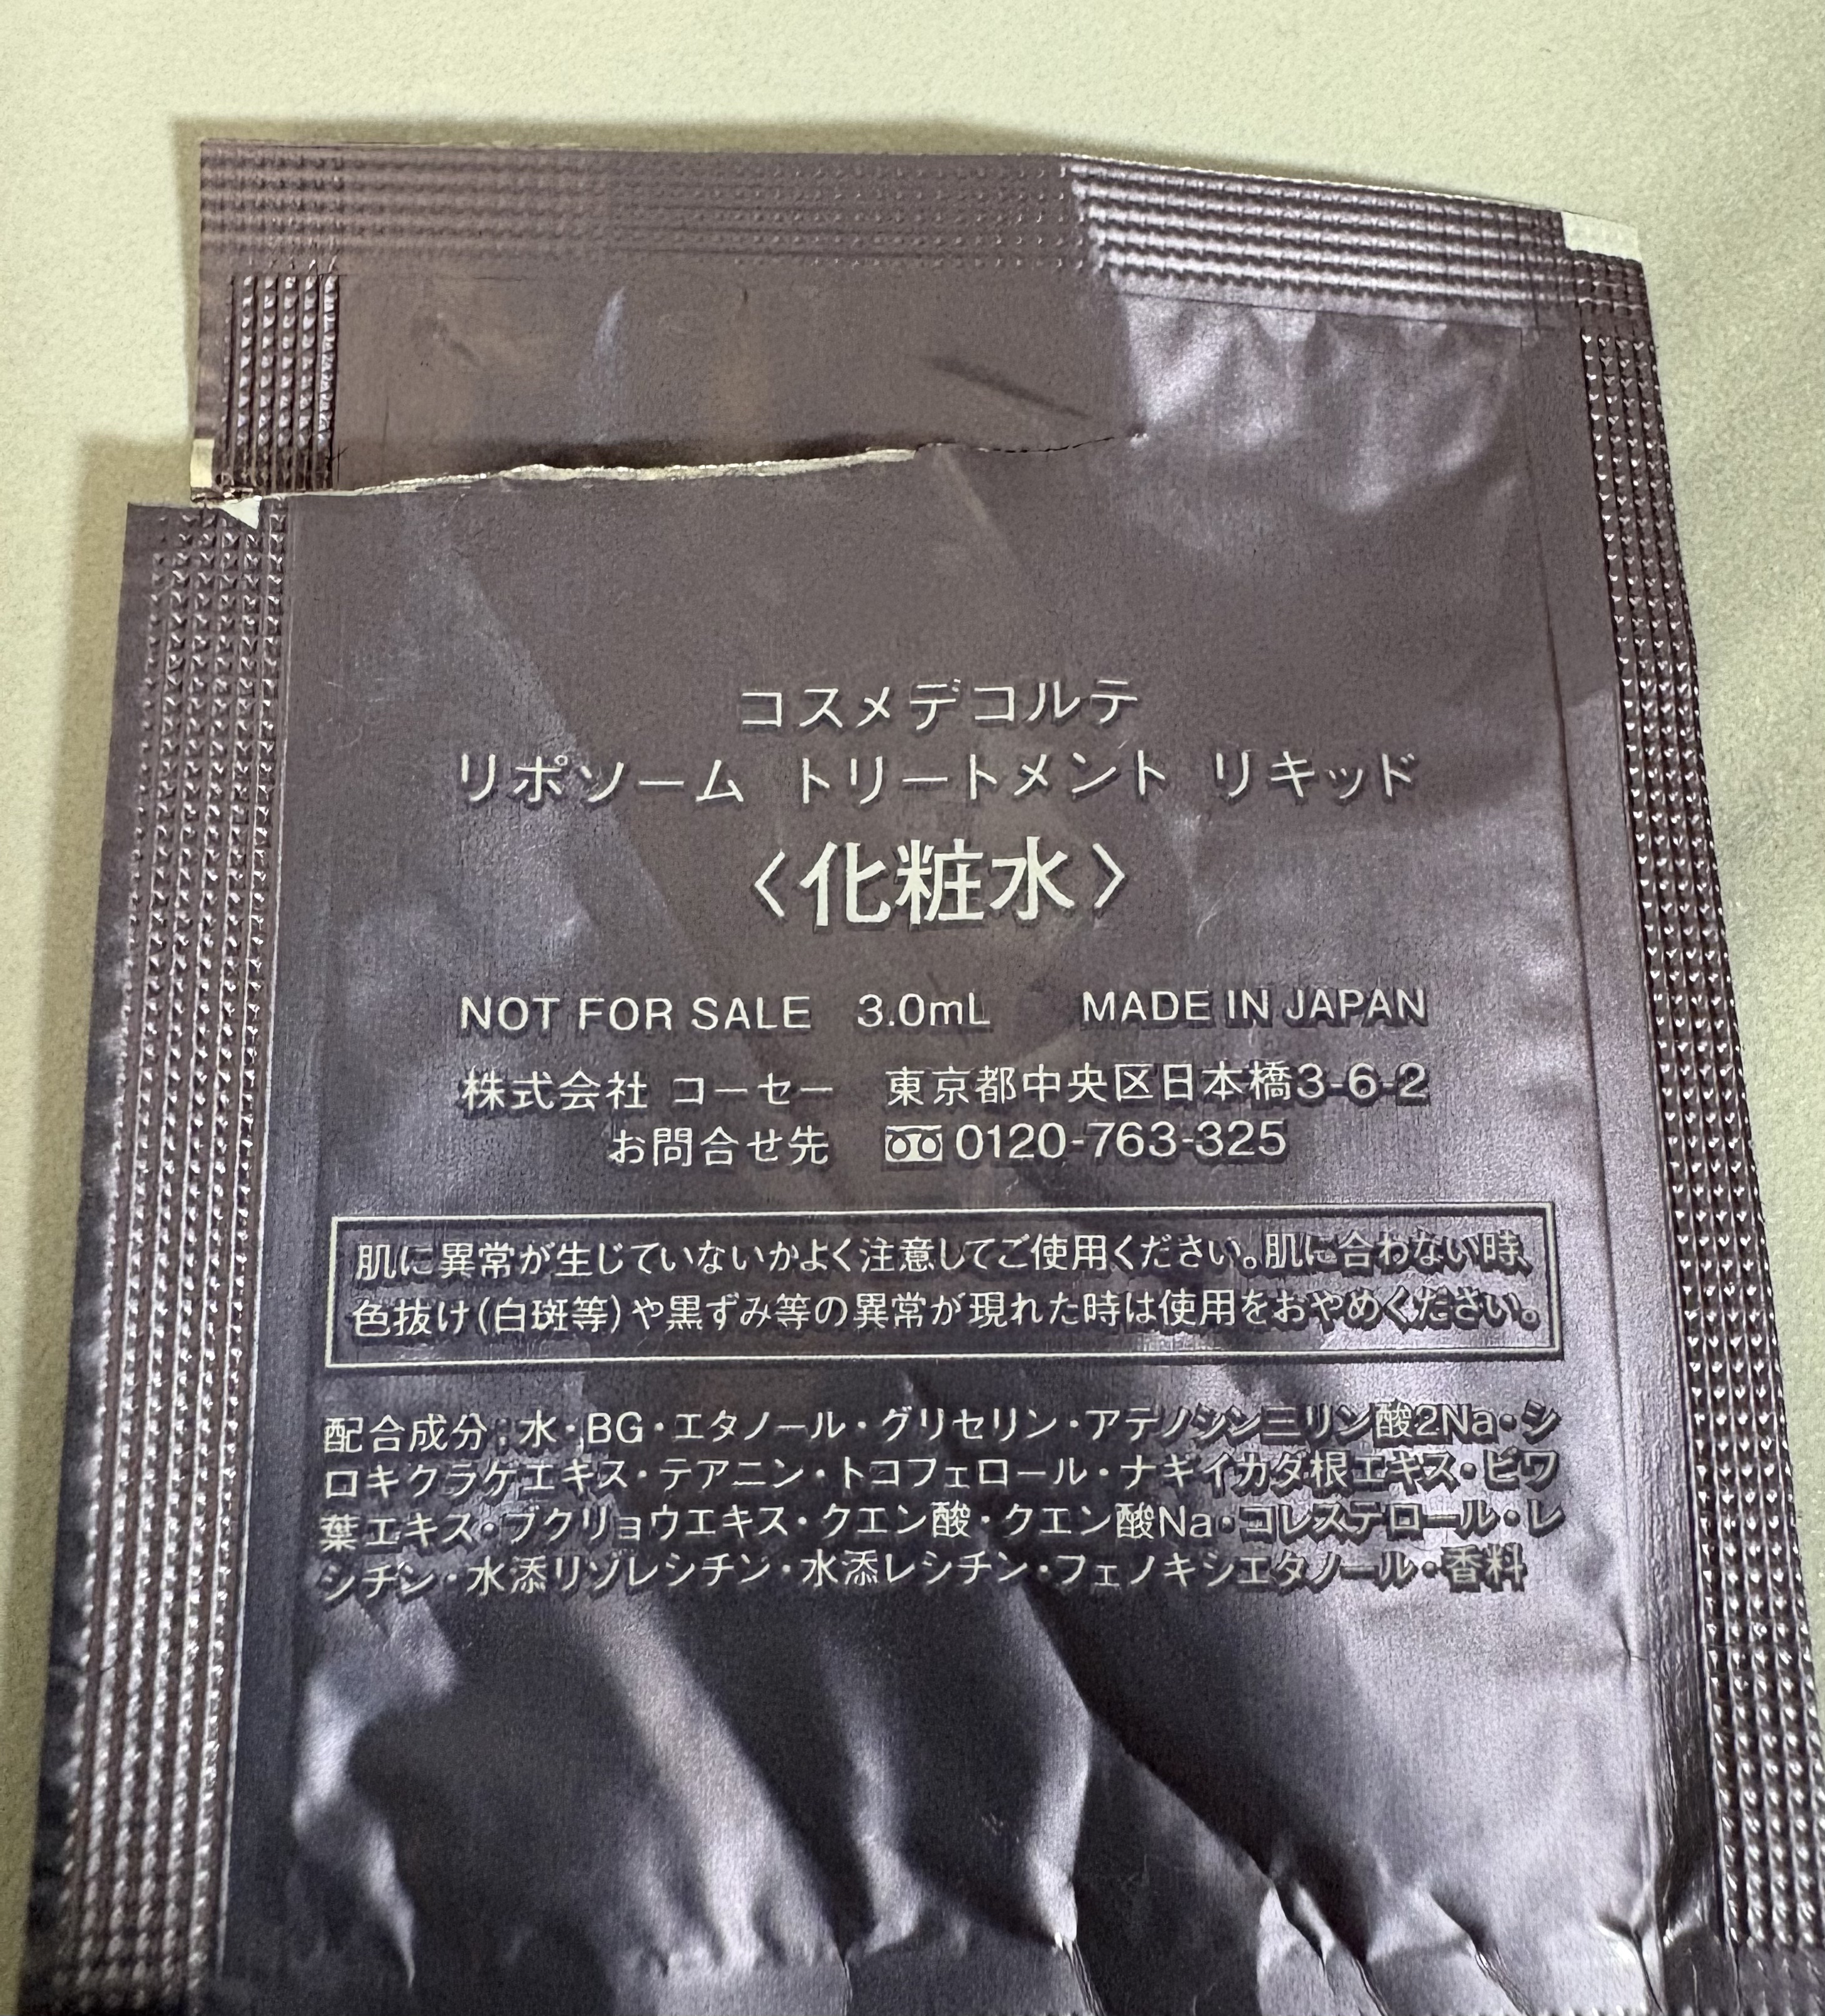 コスメデコルテ
リポソーム トリートメント リキッド
〈化粧水〉
NOT FOR SALE 3.0mL MADE IN JAPAN
株式会社 コーセー 東京都中央区日本橋3-6-2
お問合せ先 0120-763-325
肌に異常が生じていないかよく注意してご使用ください。肌に合わない時、
色抜け(白斑等)や黒ずみ等の異常が現れた時は使用をおやめください。
配合成分:水・BG・エタノール・グリセリン・アデノシン三リン酸2Na・シ
ロキクラゲエキス・テアニン・トコフェロール・ナギイカダ根エキス・ビワ
葉エキス・ブクリョウエキス・クエン酸・クエン酸Na・コレステロール・レ
シチン・水添リゾレシチン・水添レシチン・フェノキシエタノール・香料